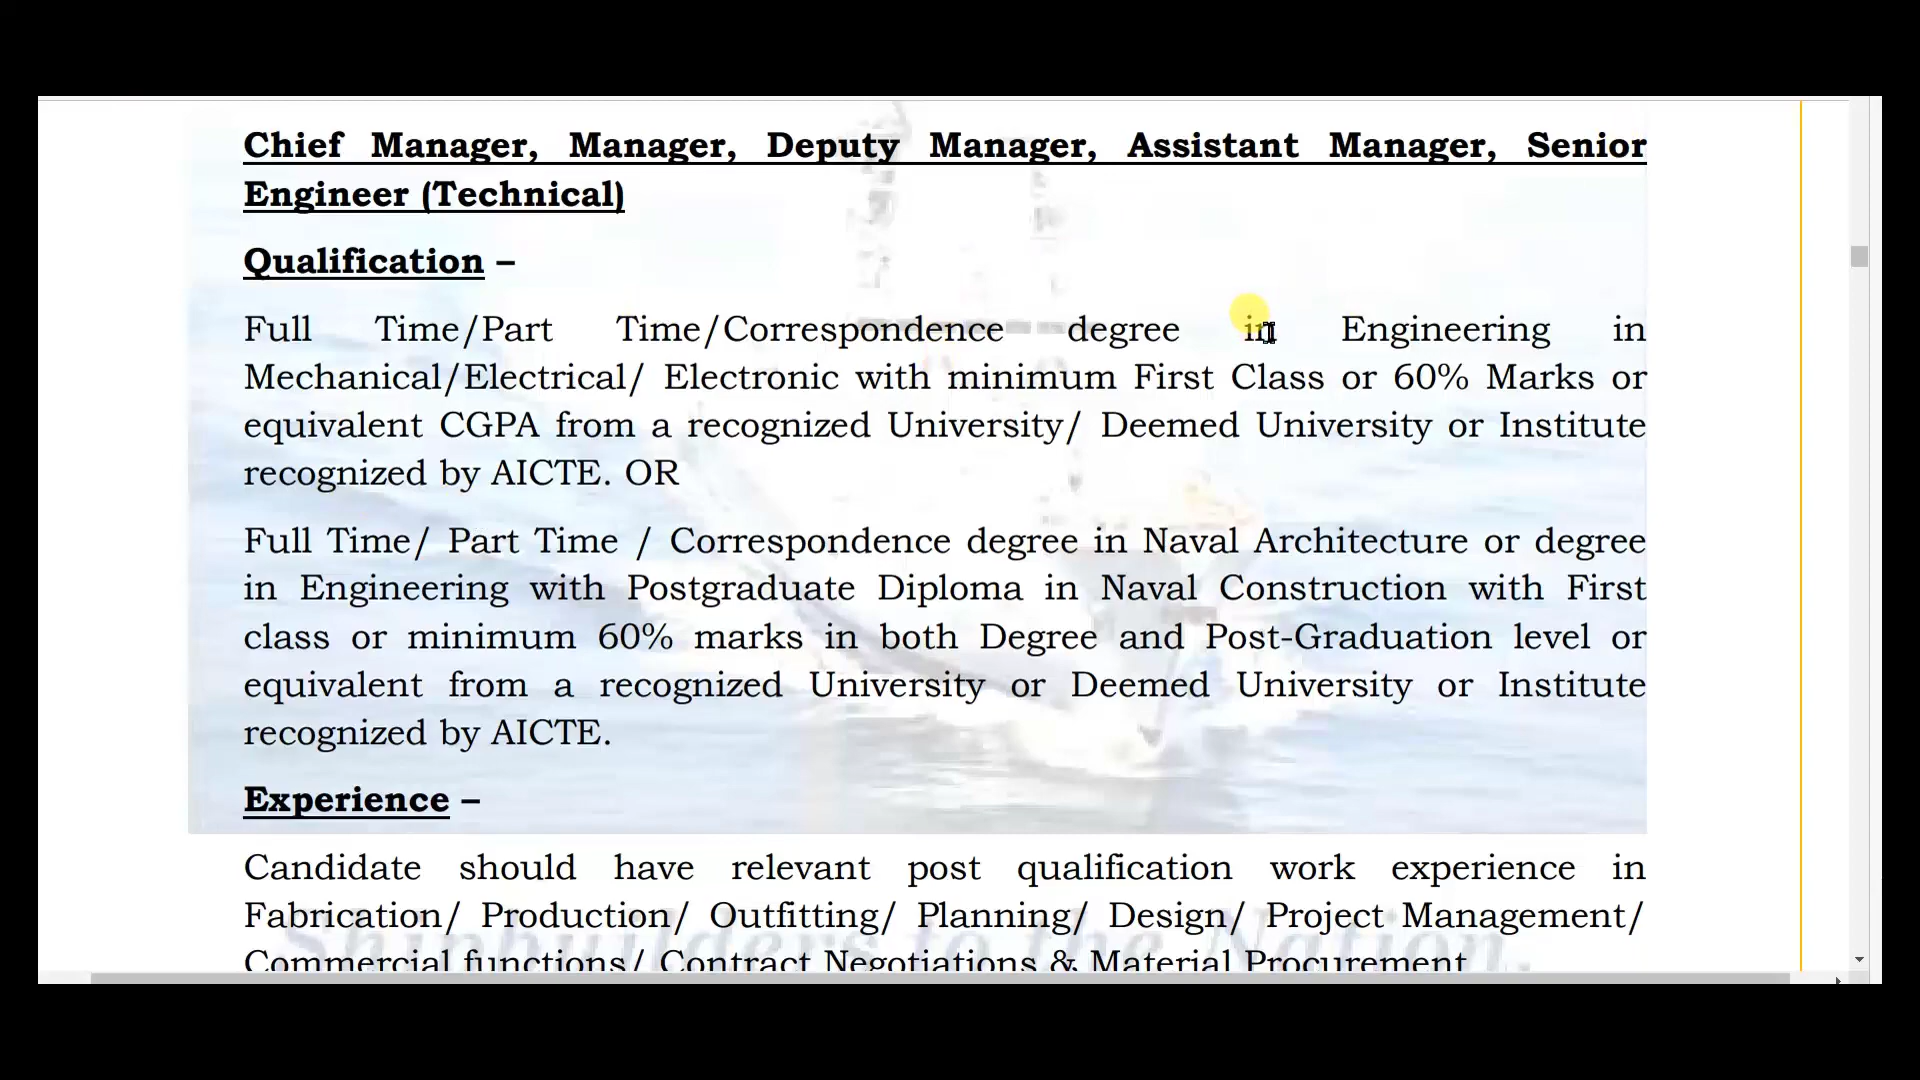 Chief Manager, Manager, Deputy Manager, Assistant Manager, Senior
Engineer (Technical)
Qualification –
Full Time/Part Time/Correspondence degree in Engineering in
Mechanical/Electrical/ Electronic with minimum First Class or 60% Marks or
equivalent CGPA from a recognized University/ Deemed University or Institute
recognized by AICTE. OR
Full Time/ Part Time / Correspondence degree in Naval Architecture or degree
in Engineering with Postgraduate Diploma in Naval Construction with First
class or minimum 60% marks in both Degree and Post-Graduation level or
equivalent from a recognized University or Deemed University or Institute
recognized by AICTE.
Experience –
Candidate should have relevant post qualification work experience in
Fabrication/ Production/ Outfitting/ Planning/ Design/ Project Management/
Shipbuilders to the Nation.
Commercial functions/ Contract Negotiations & Material Procurement